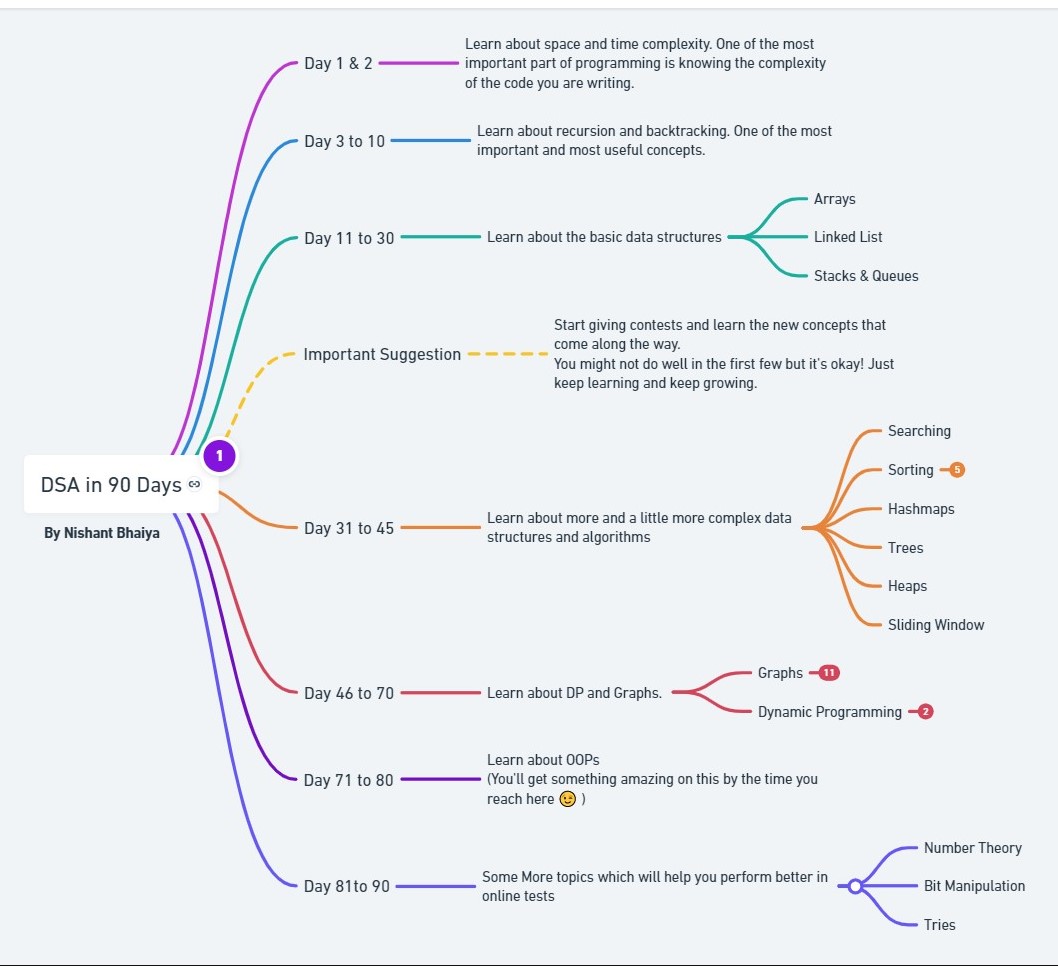 Day 1 & 2
Learn about space and time complexity. One of the most
important part of programming is knowing the complexity
of the code you are writing.
Day 3 to 10
Learn about recursion and backtracking. One of the most
important and most useful concepts.
Day 11 to 30
Learn about the basic data structures
Arrays
Linked List
Stacks & Queues
Important Suggestion
Start giving contests and learn the new concepts that
come along the way.
You might not do well in the first few but it's okay! Just
keep learning and keep growing.
1
DSA in 90 Days
By Nishant Bhaiya
Day 31 to 45
Learn about more and a little more complex data
structures and algorithms
Searching
Sorting 5
Hashmaps
Trees
Heaps
Sliding Window
Day 46 to 70
Learn about DP and Graphs.
Graphs 11
Dynamic Programming 2
Day 71 to 80
Learn about OOPs
(You'll get something amazing on this by the time you
reach here 😉 )
Day 81to 90
Some More topics which will help you perform better in
online tests
Number Theory
Bit Manipulation
Tries